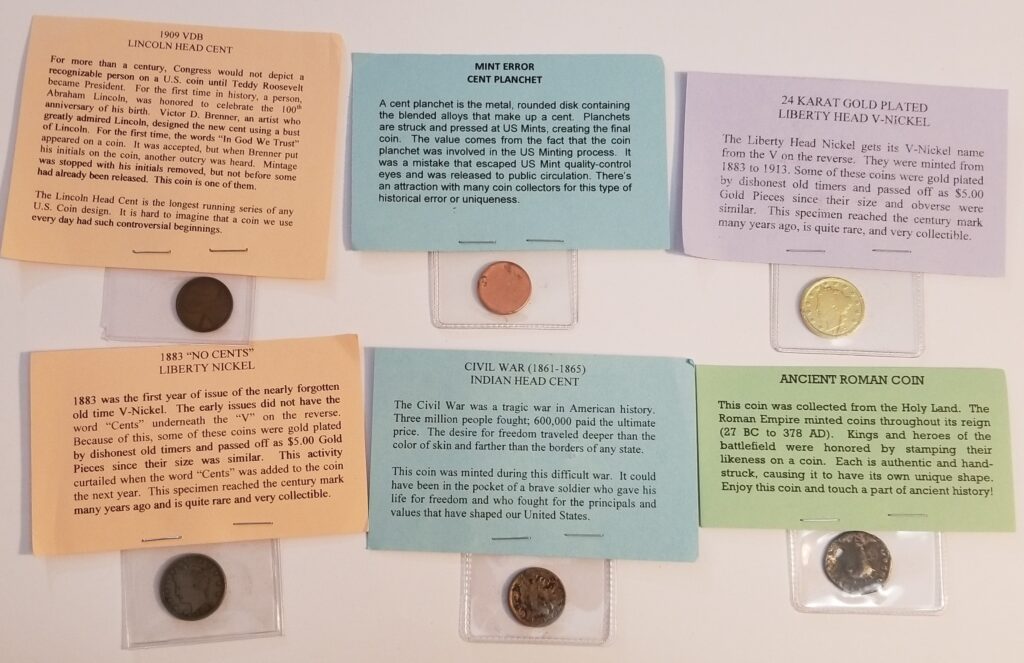 1909 VDB
LINCOLN HEAD CENT
For more than a century, Congress would not depict a
recognizable person on a U.S. coin until Teddy Roosevelt
became President. For the first time in history, a person,
Abraham Lincoln, was honored to celebrate the 100th
anniversary of his birth. Victor D. Brenner, an artist who
greatly admired Lincoln, designed the new cent using a bust
of Lincoln. For the first time, the words "In God We Trust"
appeared on a coin. It was accepted, but when Brenner put
his initials on the coin, another outcry was heard. Mintage
was stopped with his initials removed, but not before some
had already been released. This coin is one of them.
The Lincoln Head Cent is the longest running series of any
U.S. Coin design. It is hard to imagine that a coin we use
every day had such controversial beginnings.
MINT ERROR
CENT PLANCHET
A cent planchet is the metal, rounded disk containing
the blended alloys that make up a cent. Planchets
are struck and pressed at US Mints, creating the final
coin. The value comes from the fact that the coin
planchet was involved in the US Minting process. It
was a mistake that escaped US Mint quality-control
eyes and was released to public circulation. There's
an attraction with many coin collectors for this type of
historical error or uniqueness.
24 KARAT GOLD PLATED
LIBERTY HEAD V-NICKEL
The Liberty Head Nickel gets its V-Nickel name
from the V on the reverse. They were minted from
1883 to 1913. Some of these coins were gold plated
by dishonest old timers and passed off as $5.00
Gold Pieces since their size and obverse were
similar. This specimen reached the century mark
many years ago, is quite rare, and very collectible.
1883 "NO CENTS"
LIBERTY NICKEL
1883 was the first year of issue of the nearly forgotten
old time V-Nickel. The early issues did not have the
word "Cents" underneath the "V" on the reverse.
Because of this, some of these coins were gold plated
by dishonest old timers and passed off as $5.00 Gold
Pieces since their size was similar. This activity
curtailed when the word "Cents" was added to the coin
the next year. This specimen reached the century mark
many years ago and is quite rare and very collectible.
CIVIL WAR (1861-1865)
INDIAN HEAD CENT
The Civil War was a tragic war in American history.
Three million people fought; 600,000 paid the ultimate
price. The desire for freedom traveled deeper than the
color of skin and farther than the borders of any state.
This coin was minted during this difficult war. It could
have been in the pocket of a brave soldier who gave his
life for freedom and who fought for the principals and
values that have shaped our United States.
ANCIENT ROMAN COIN
This coin was collected from the Holy Land. The
Roman Empire minted coins throughout its reign
(27 BC to 378 AD). Kings and heroes of the
battlefield were honored by stamping their
likeness on a coin. Each is authentic and hand-
struck, causing it to have its own unique shape.
Enjoy this coin and touch a part of ancient history!